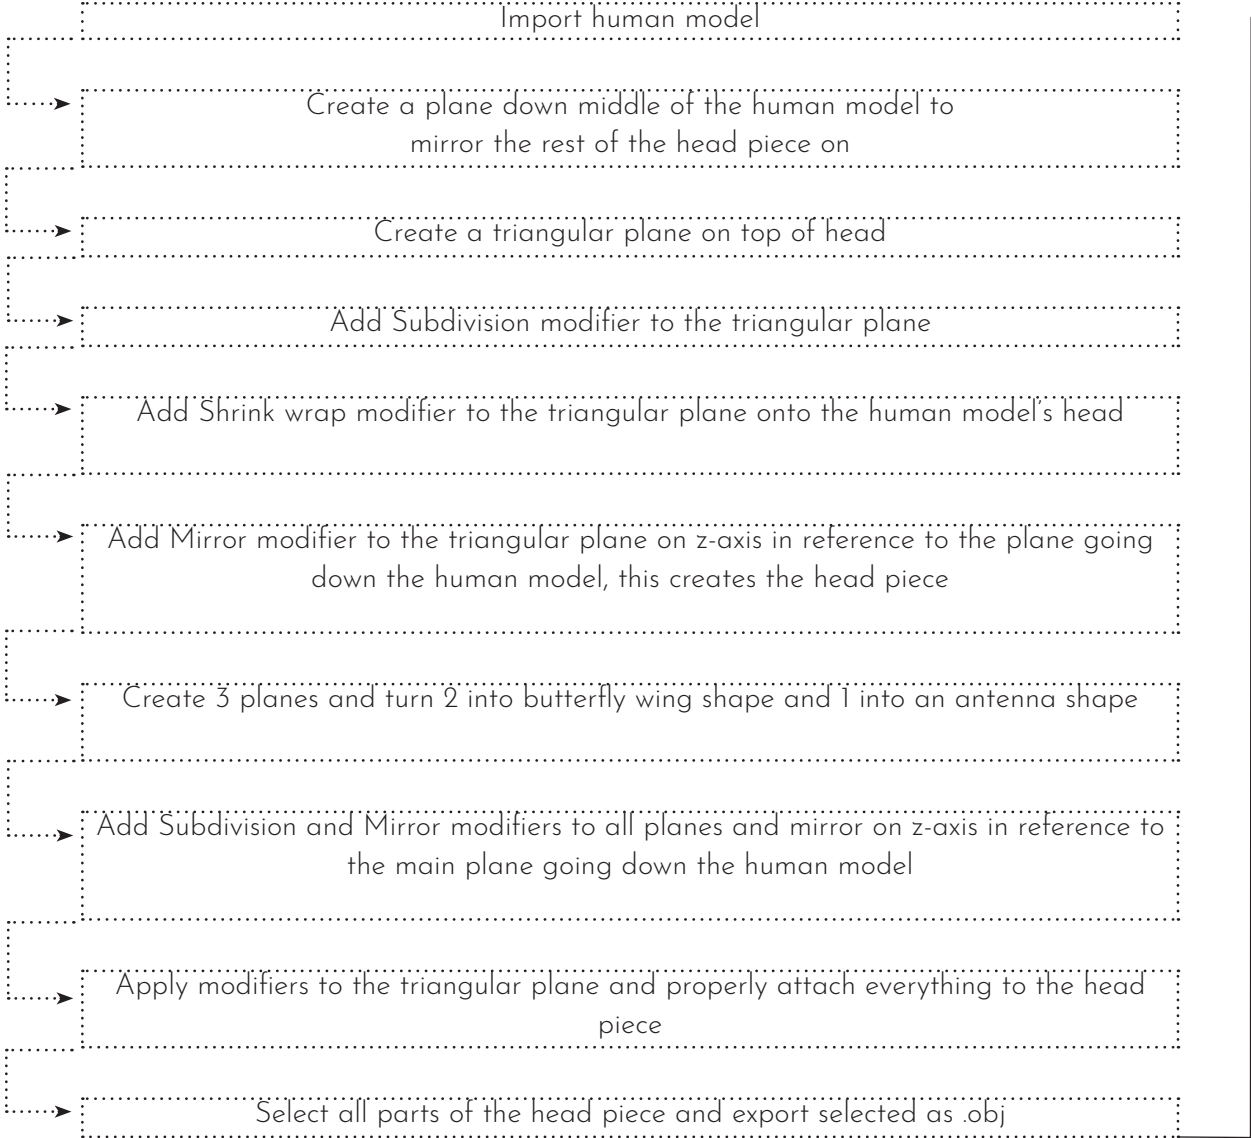 Import human model
Create a plane down middle of the human model to
mirror the rest of the head piece on
Create a triangular plane on top of head
Add Subdivision modifier to the triangular plane
Add Shrink wrap modifier to the triangular plane onto the human model's head
Add Mirror modifier to the triangular plane on z-axis in reference to the plane going
down the human model, this creates the head piece
Create 3 planes and turn 2 into butterfly wing shape and 1 into an antenna shape
Add Subdivision and Mirror modifiers to all planes and mirror on z-axis in reference to
the main plane going down the human model
Apply modifiers to the triangular plane and properly attach everything to the head
piece
Select all parts of the head piece and export selected as .obj